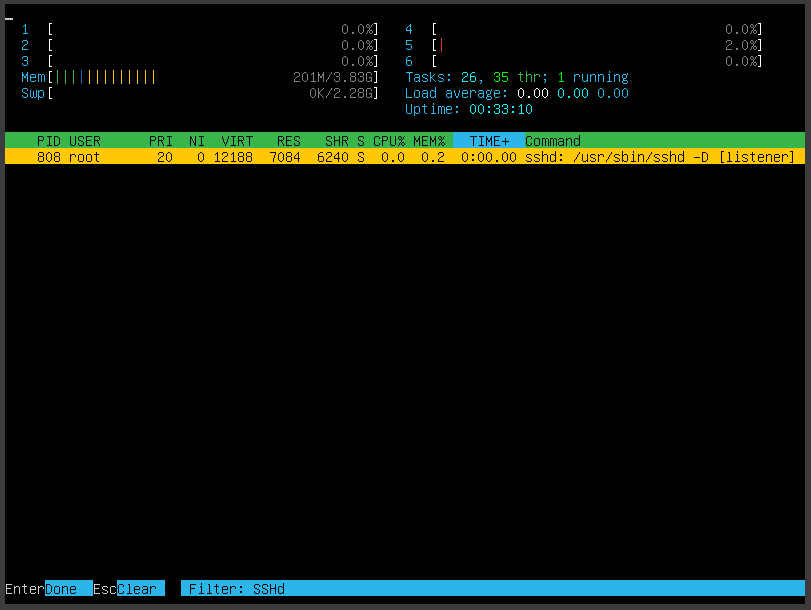 1 [ 0.0%] 4 [ 0.0%]
2 [ 0.0%] 5 [| 2.0%]
3 [ 0.0%] 6 [ 0.0%]
Mem[||||||||||||| 201M/3.83G] Tasks: 26, 35 thr; 1 running
Swp[ 0K/2.28G] Load average: 0.00 0.00 0.00
Uptime: 00:33:10
PID USER PRI NI VIRT RES SHR S CPU% MEM% TIME+ Command
808 root 20 0 12188 7084 6240 S 0.0 0.2 0:00.00 sshd: /usr/sbin/sshd -D [listener]
EnterDone EscClear Filter: SSHd